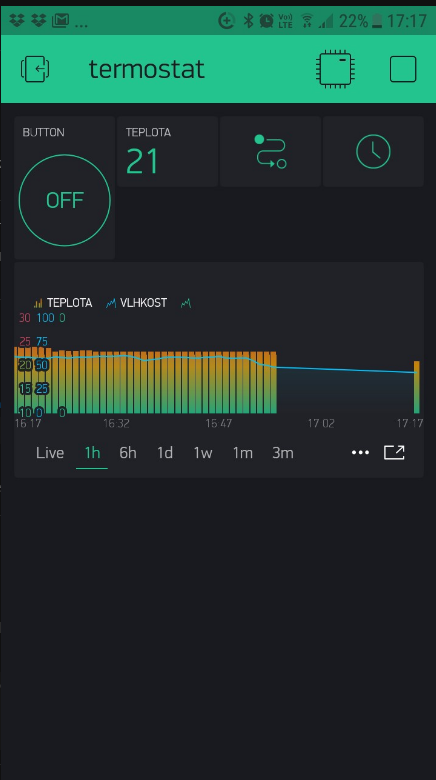 ... Vo)) LTE 22% 17:17
termostat
BUTTON TEPLOTA
OFF 21
TEPLOTA VLHKOST
30 100 0
25 75
20 50
15 25
10 0 0
16:17 16:32 16:47 17:02 17:17
Live 1h 6h 1d 1w 1m 3m ...